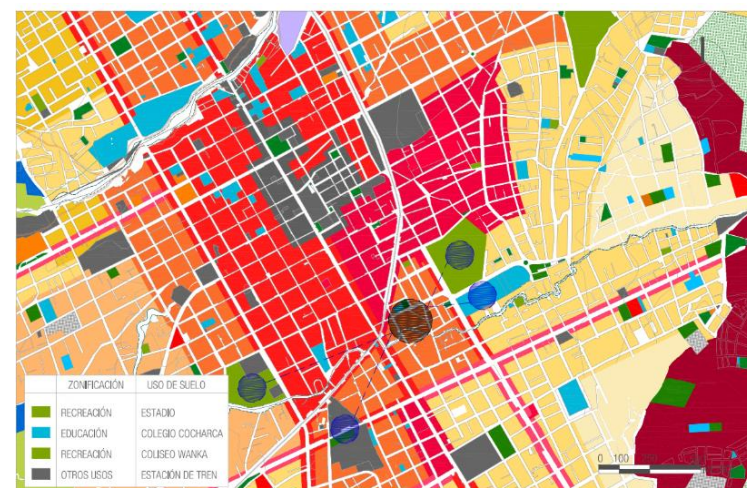 ZONIFICACIÓN USO DE SUELO
RECREACIÓN ESTADIO
EDUCACIÓN COLEGIO COCHARCA
RECREACIÓN COLISEO WANKA
OTROS USOS ESTACIÓN DE TREN
0 100